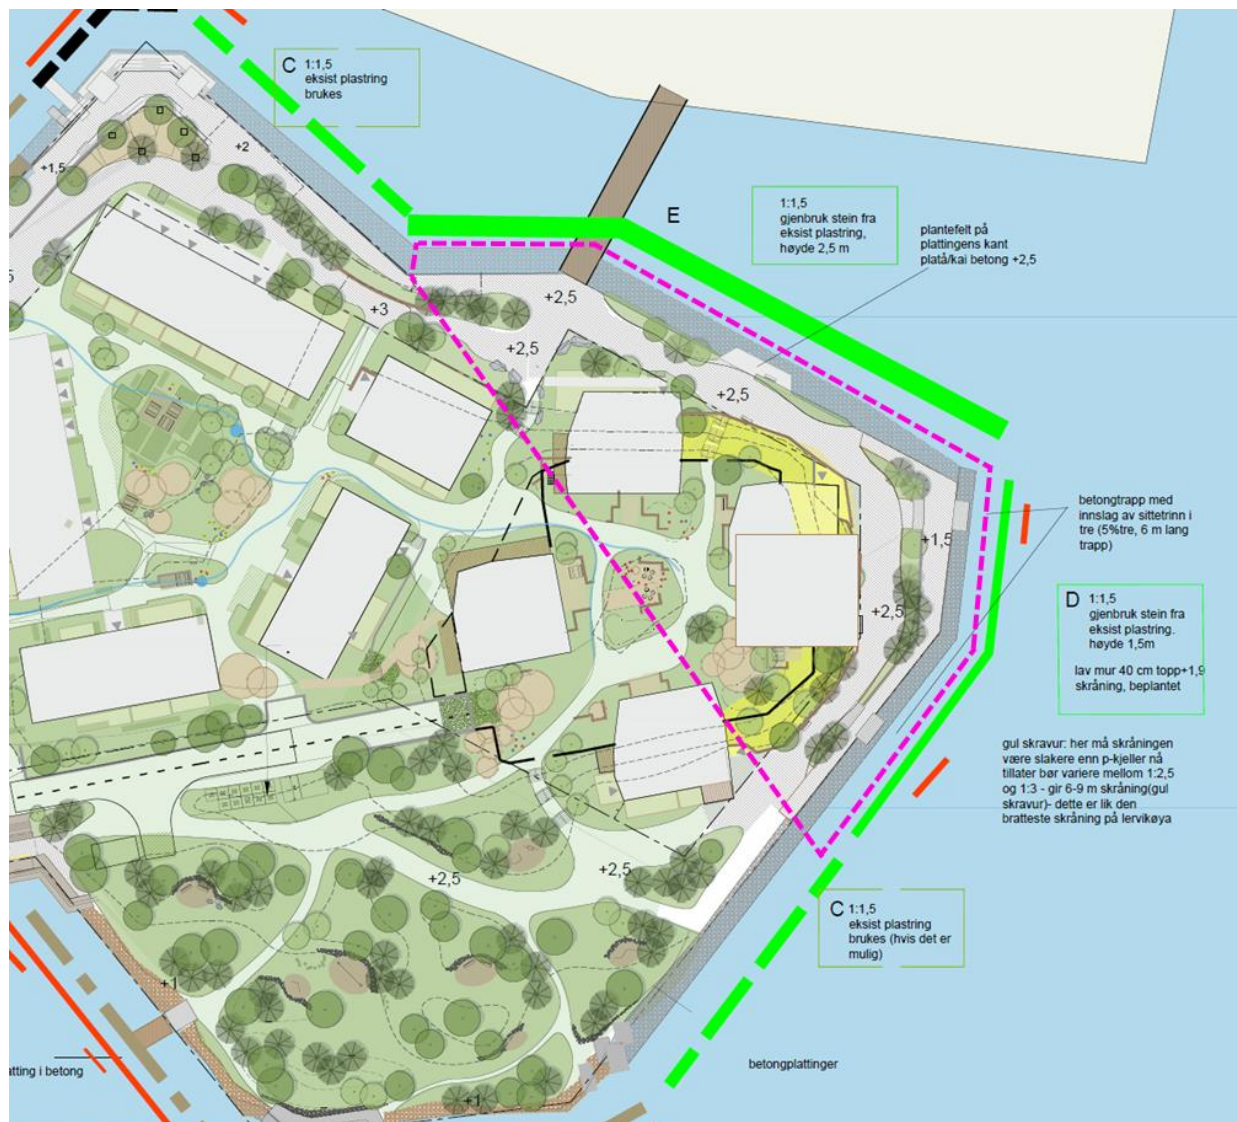 C 1:1,5
eksist plastring
brukes
+2
+1,5
5
E
1:1,5
gjenbruk stein fra
eksist plastring,
høyde 2,5 m
plantefelt på
plattingens kant
platå/kai betong +2,5
+2,5
+3
+2,5
+2,5
betongtrapp med
innslag av sittetrinn i
tre (5%tre, 6 m lang
trapp)
+1,5
+2,5
D 1:1,5
gjenbruk stein fra
eksist plastring.
høyde 1,5m
lav mur 40 cm topp+1,9
skråning, beplantet
gul skravur: her må skråningen
være slakere enn p-kjeller nå
tillater bør variere mellom 1:2,5
og 1:3 - gir 6-9 m skråning(gul
skravur)- dette er lik den
bratteste skråning på lervikøya
+2,5
+2,5
C 1:1,5
eksist plastring
brukes (hvis det er
mulig)
+1
atting i betong
betongplattinger
+1